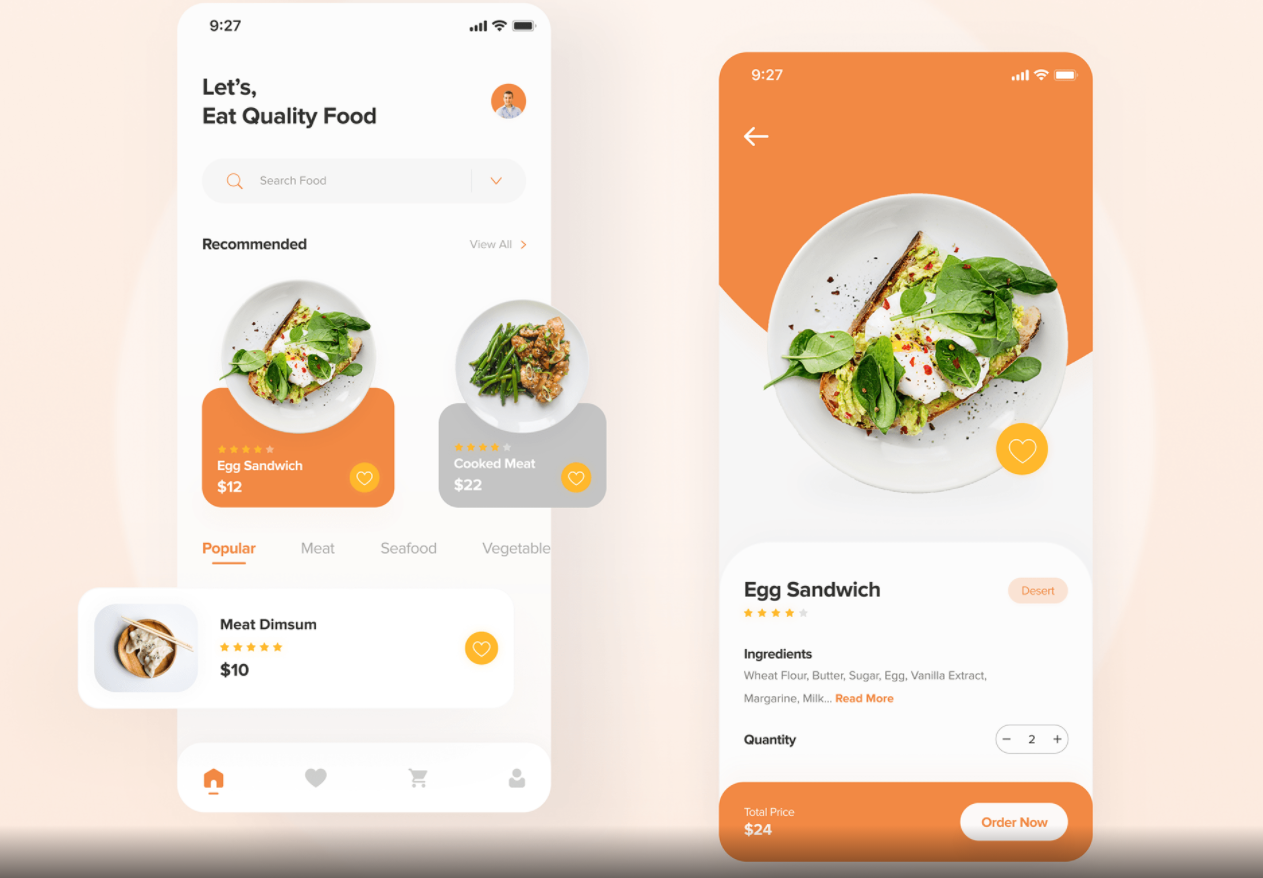 9:27
Let's,
Eat Quality Food
Search Food
Recommended
View All
Egg Sandwich
$12
Cooked Meat
$22
Popular Meat Seafood Vegetable
Meat Dimsum
$10
9:27
Egg Sandwich
Desert
Ingredients
Wheat Flour, Butter, Sugar, Egg, Vanilla Extract,
Margarine, Milk... Read More
Quantity
− 2 +
Total Price
$24
Order Now